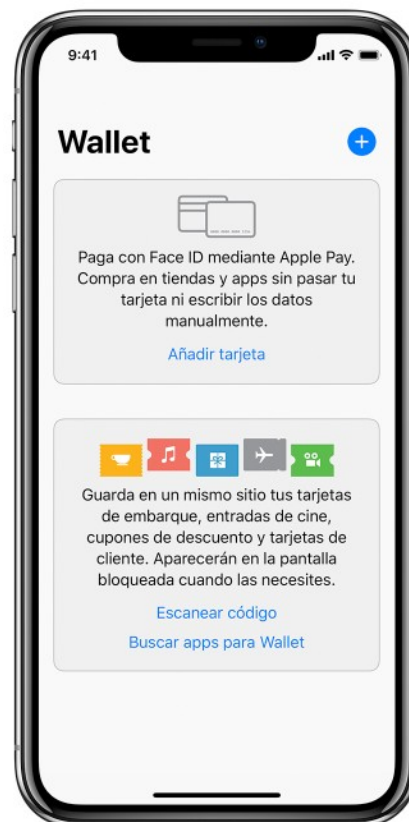 9:41
Wallet
Paga con Face ID mediante Apple Pay.
Compra en tiendas y apps sin pasar tu
tarjeta ni escribir los datos
manualmente.
Añadir tarjeta
Guarda en un mismo sitio tus tarjetas
de embarque, entradas de cine,
cupones de descuento y tarjetas de
cliente. Aparecerán en la pantalla
bloqueada cuando las necesites.
Escanear código
Buscar apps para Wallet